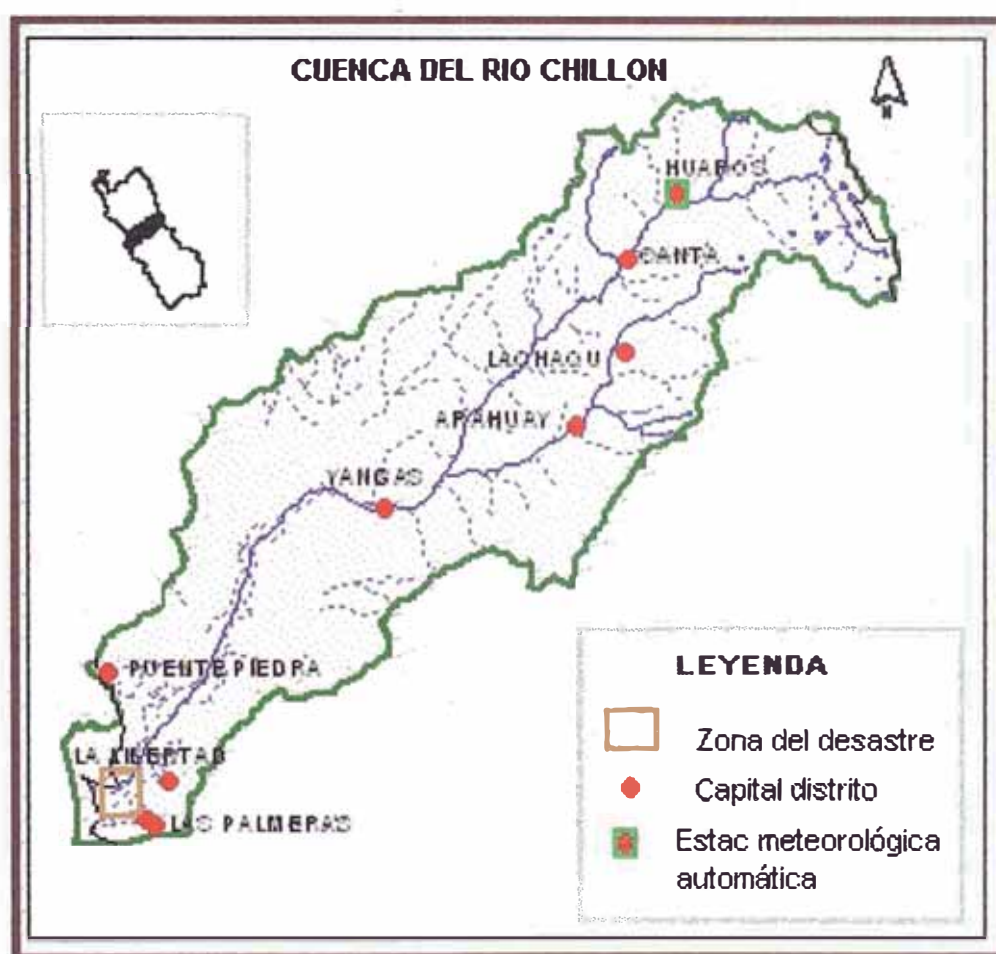 CUENCA DEL RIO CHILLON
N
HUAROS
CANTA
LACHAQU
ARAHUAY
YANGAS
PUENTE PIEDRA
LA LIBERTAD
LAS PALMERAS
LEYENDA
Zona del desastre
Capital distrito
Estac meteorológica
automática